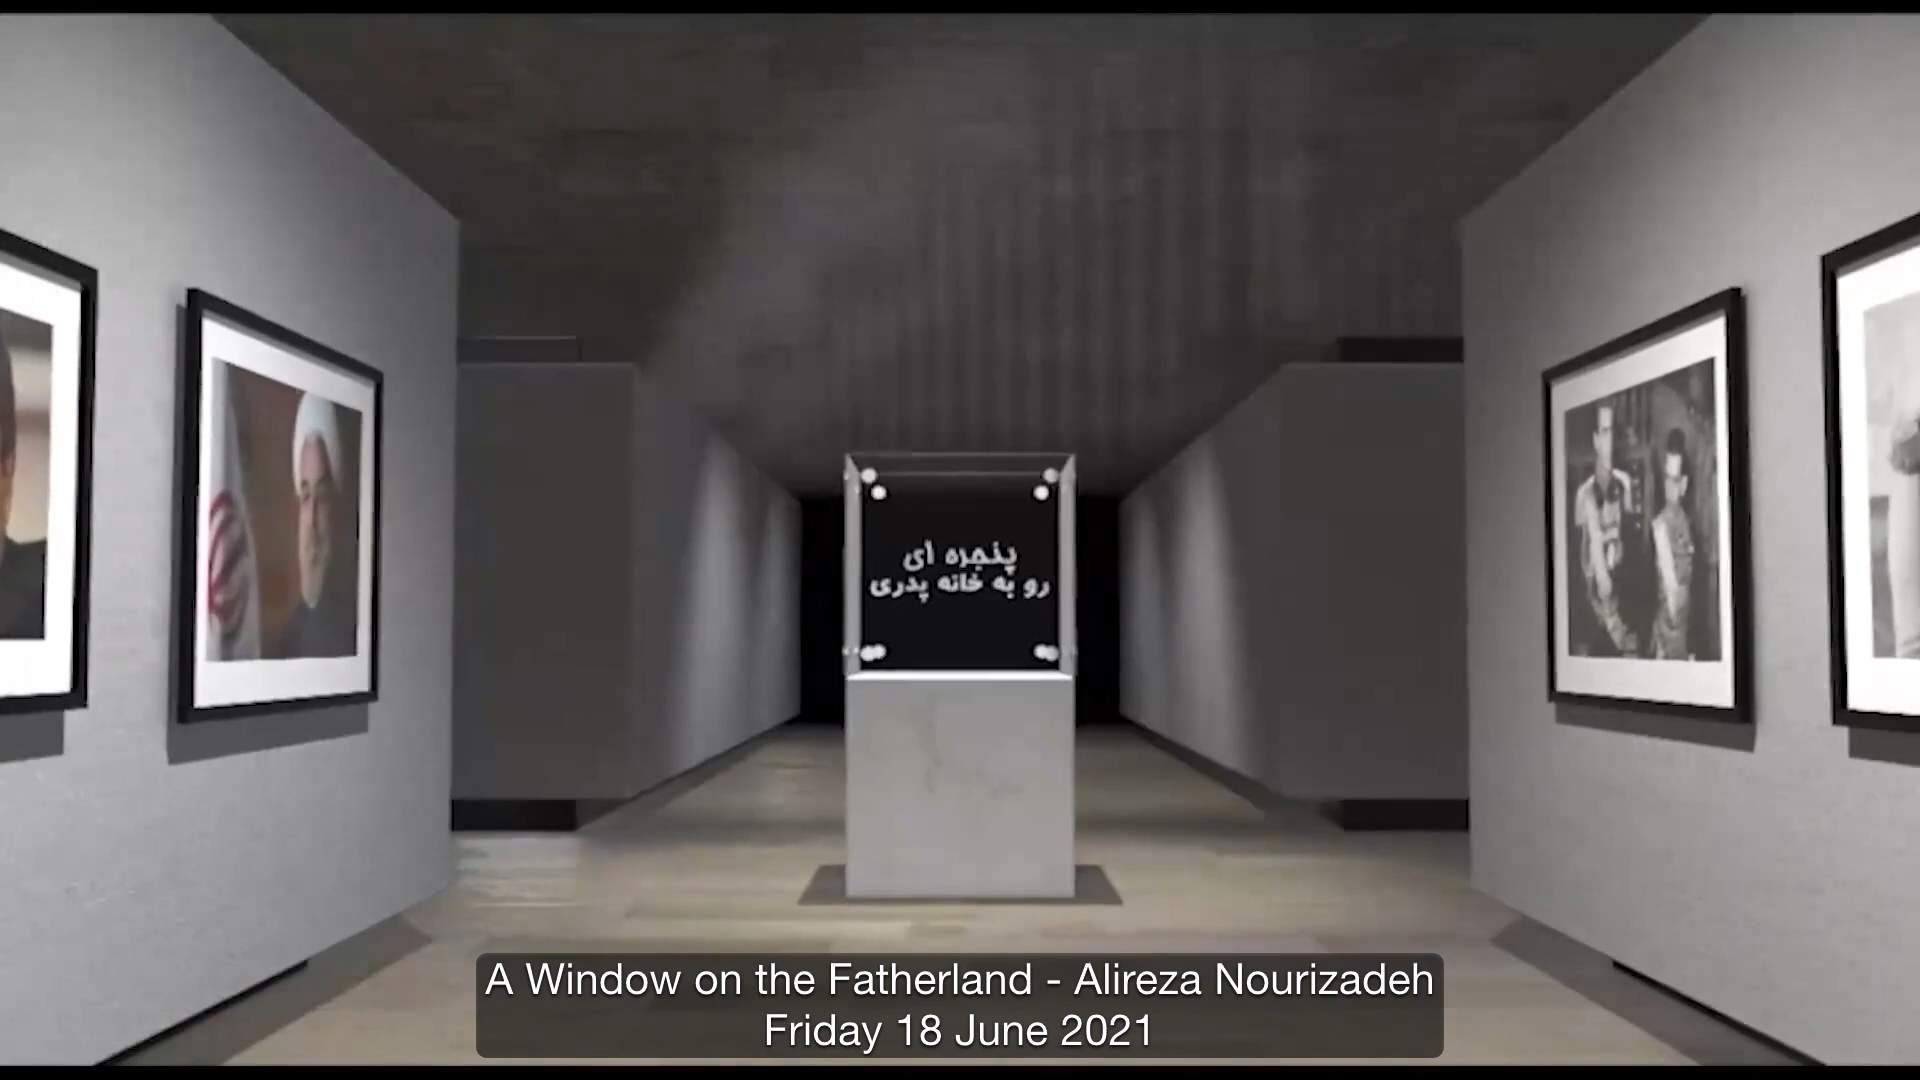 پنجره ای
رو به خانه پدری
A Window on the Fatherland - Alireza Nourizadeh
Friday 18 June 2021